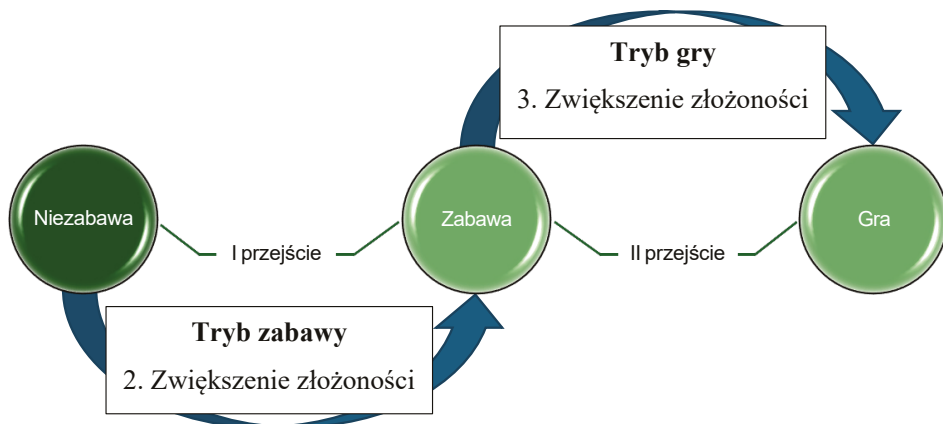 Tryb gry
3. Zwiększenie złożoności
Niezabawa
Zabawa
Gra
I przejście
II przejście
Tryb zabawy
2. Zwiększenie złożoności